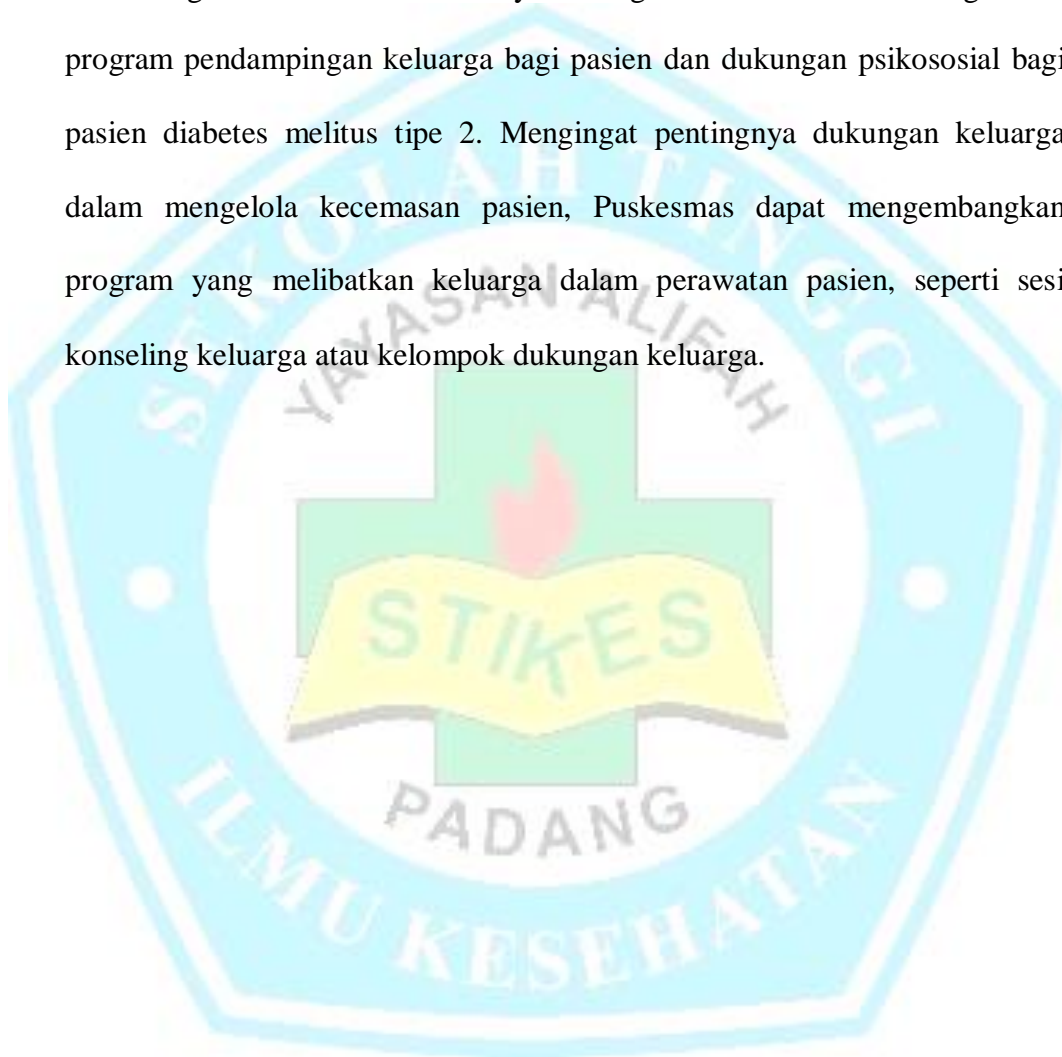 program pendampingan keluarga bagi pasien dan dukungan psikososial bagi
pasien diabetes melitus tipe 2. Mengingat pentingnya dukungan keluarga
dalam mengelola kecemasan pasien, Puskesmas dapat mengembangkan
program yang melibatkan keluarga dalam perawatan pasien, seperti sesi
konseling keluarga atau kelompok dukungan keluarga.
SEKOLAH TINGGI
YAYASAN ALIFAH
STIKES
PADANG
ILMU KESEHATAN